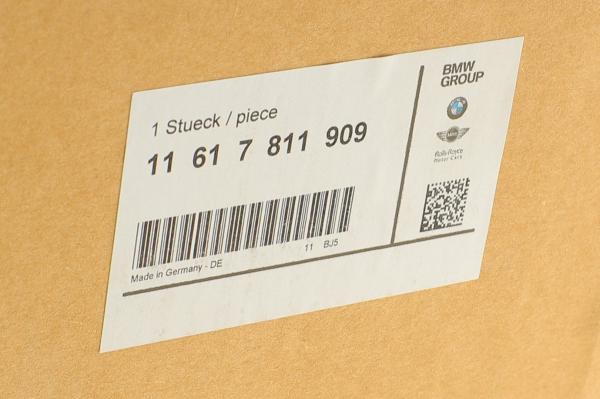 1 Stueck / piece
11 61 7 811 909
Made in Germany - DE
11 BJ5
BMW
GROUP
Rolls-Royce
Motor Cars